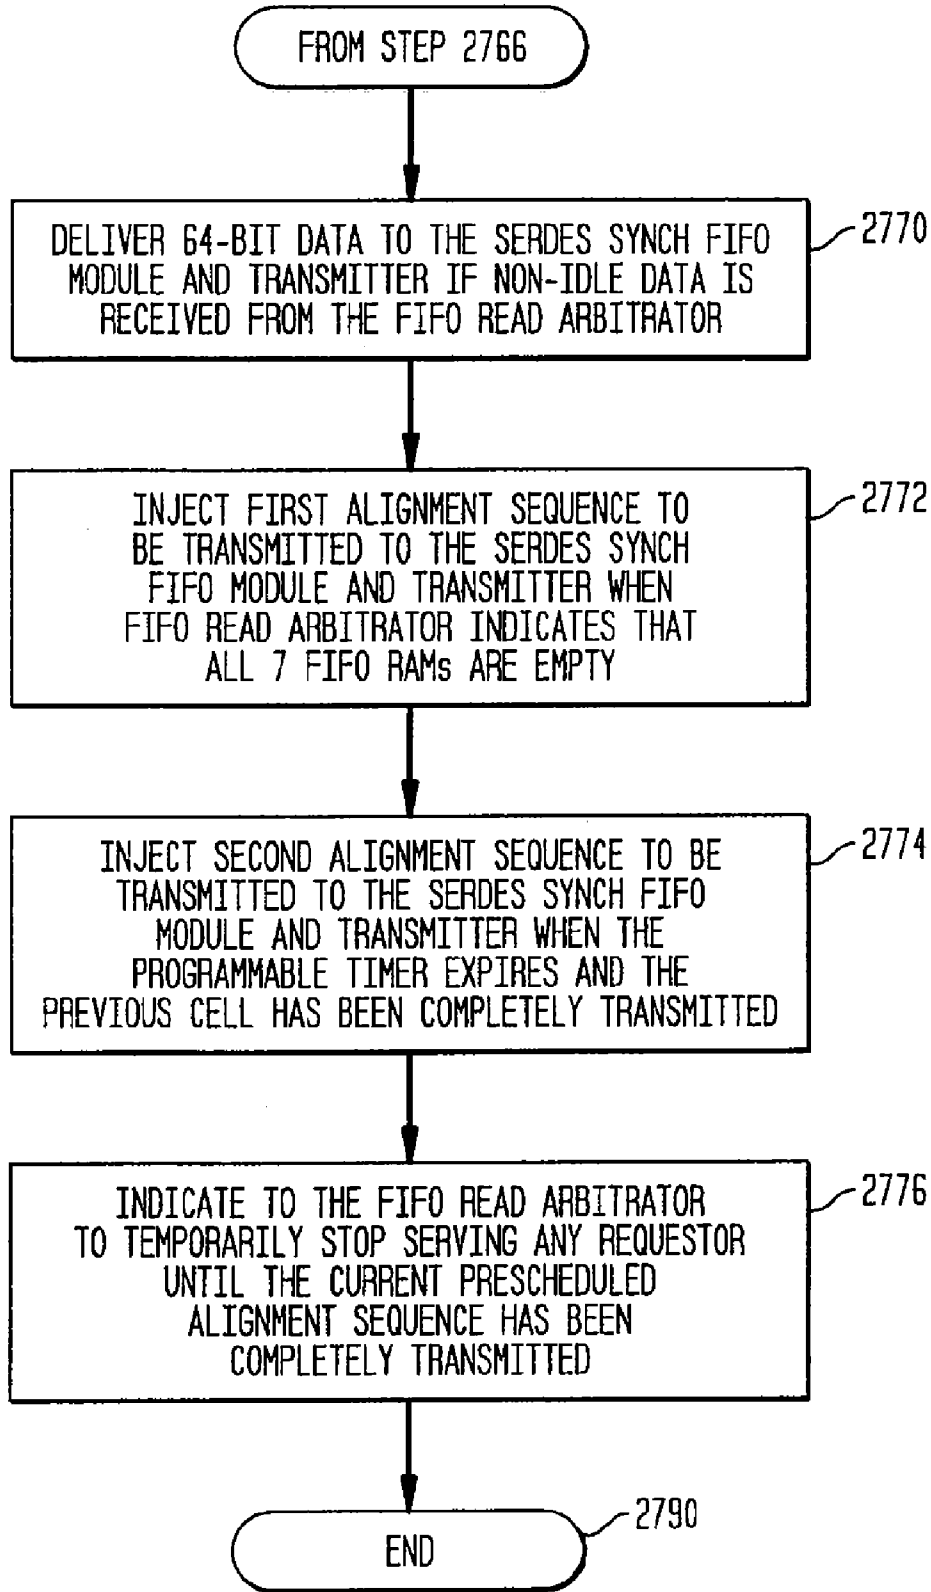 FROM STEP 2766
DELIVER 64-BIT DATA TO THE SERDES SYNCH FIFO
MODULE AND TRANSMITTER IF NON-IDLE DATA IS
RECEIVED FROM THE FIFO READ ARBITRATOR
2770
INJECT FIRST ALIGNMENT SEQUENCE TO
BE TRANSMITTED TO THE SERDES SYNCH
FIFO MODULE AND TRANSMITTER WHEN
FIFO READ ARBITRATOR INDICATES THAT
ALL 7 FIFO RAMs ARE EMPTY
2772
INJECT SECOND ALIGNMENT SEQUENCE TO BE
TRANSMITTED TO THE SERDES SYNCH FIFO
MODULE AND TRANSMITTER WHEN THE
PROGRAMMABLE TIMER EXPIRES AND THE
PREVIOUS CELL HAS BEEN COMPLETELY TRANSMITTED
2774
INDICATE TO THE FIFO READ ARBITRATOR
TO TEMPORARILY STOP SERVING ANY REQUESTOR
UNTIL THE CURRENT PRESCHEDULED
ALIGNMENT SEQUENCE HAS BEEN
COMPLETELY TRANSMITTED
2776
END
2790